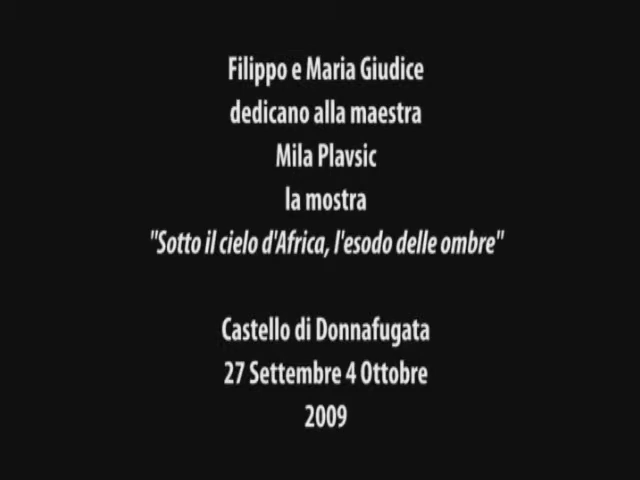 Filippo e Maria Giudice
dedicano alla maestra
Mila Plavsic
la mostra
"Sotto il cielo d'Africa, l'esodo delle ombre"
Castello di Donnafugata
27 Settembre 4 Ottobre
2009